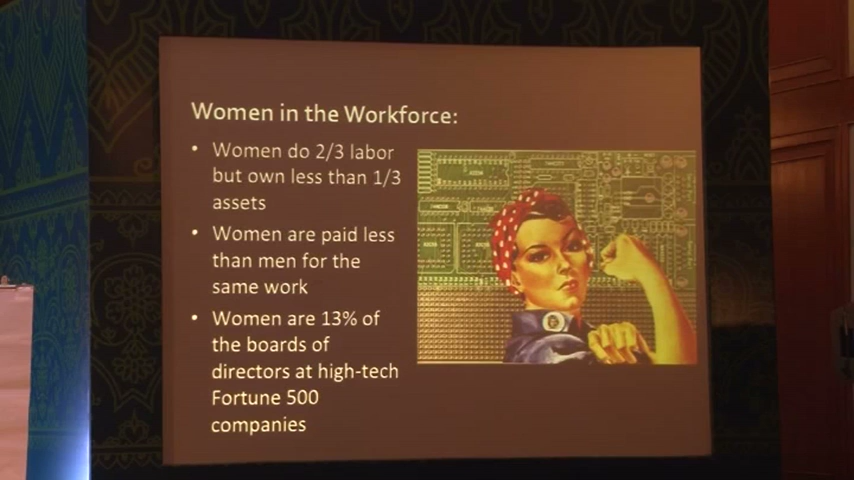 Women in the Workforce:
• Women do 2/3 labor
but own less than 1/3
assets
• Women are paid less
than men for the
same work
• Women are 13% of
the boards of
directors at high-tech
Fortune 500
companies